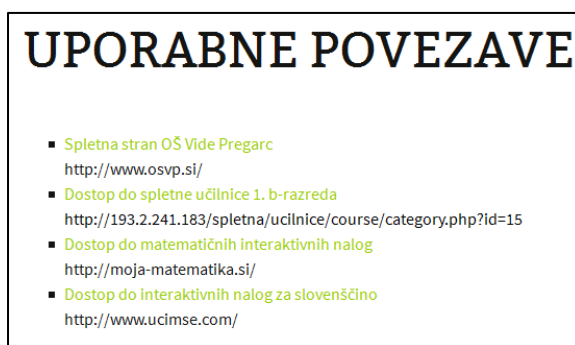 UPORABNE POVEZAVE
Spletna stran OŠ Vide Pregarc
http://www.osvp.si/
Dostop do spletne učilnice 1. b-razreda
http://193.2.241.183/spletna/ucilnice/course/category.php?id=15
Dostop do matematičnih interaktivnih nalog
http://moja-matematika.si/
Dostop do interaktivnih nalog za slovenščino
http://www.ucimse.com/